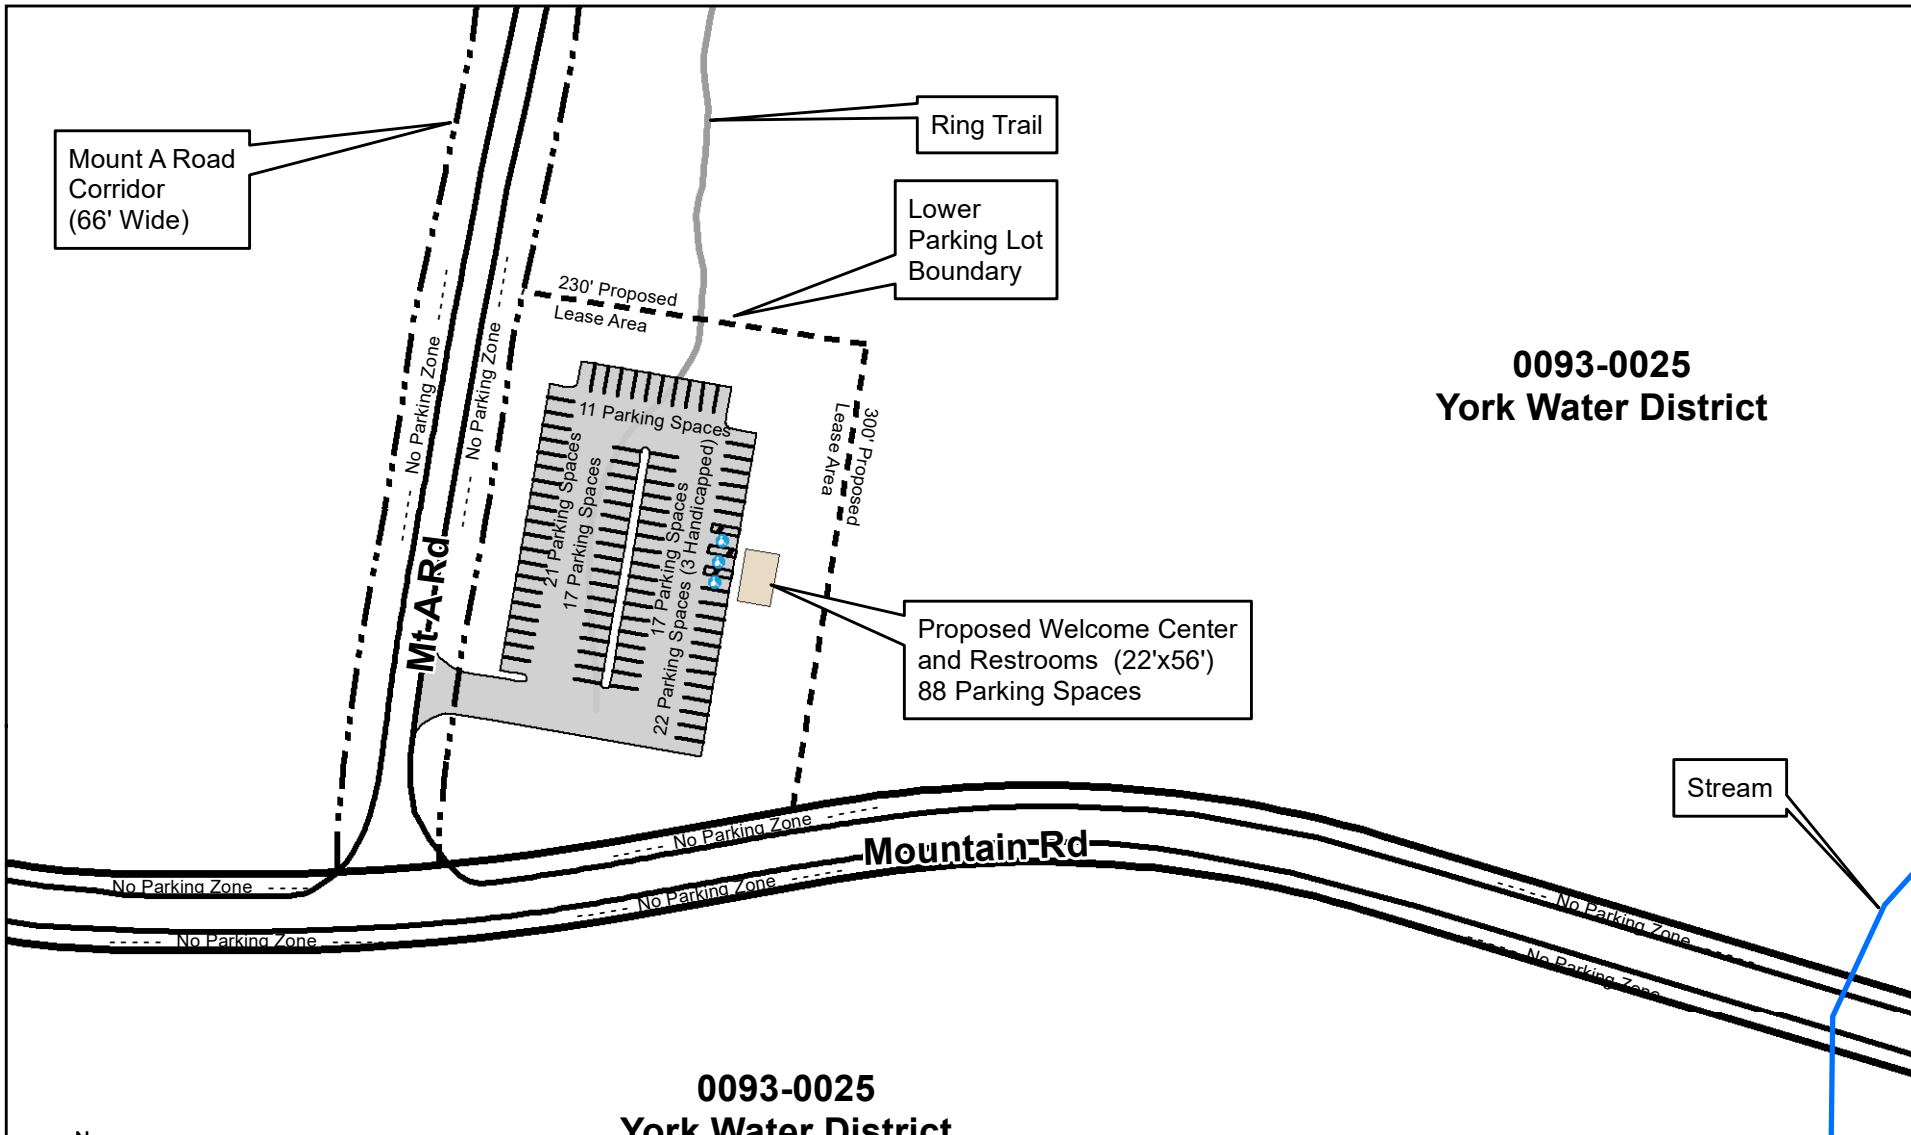 Ring Trail
Mount A Road
Corridor
(66' Wide)
Lower
Parking Lot
Boundary
230' Proposed
Lease Area
No Parking Zone
No Parking Zone
0093-0025
York Water District
11 Parking Spaces
300' Proposed
Lease Area
21 Parking Spaces
17 Parking Spaces
17 Parking Spaces
22 Parking Spaces (3 Handicapped)
Mt A Rd
Proposed Welcome Center
and Restrooms (22'x56')
88 Parking Spaces
Stream
No Parking Zone
Mountain Rd
No Parking Zone
No Parking Zone
No Parking Zone
No Parking Zone
No Parking Zone
0093-0025
York Water District